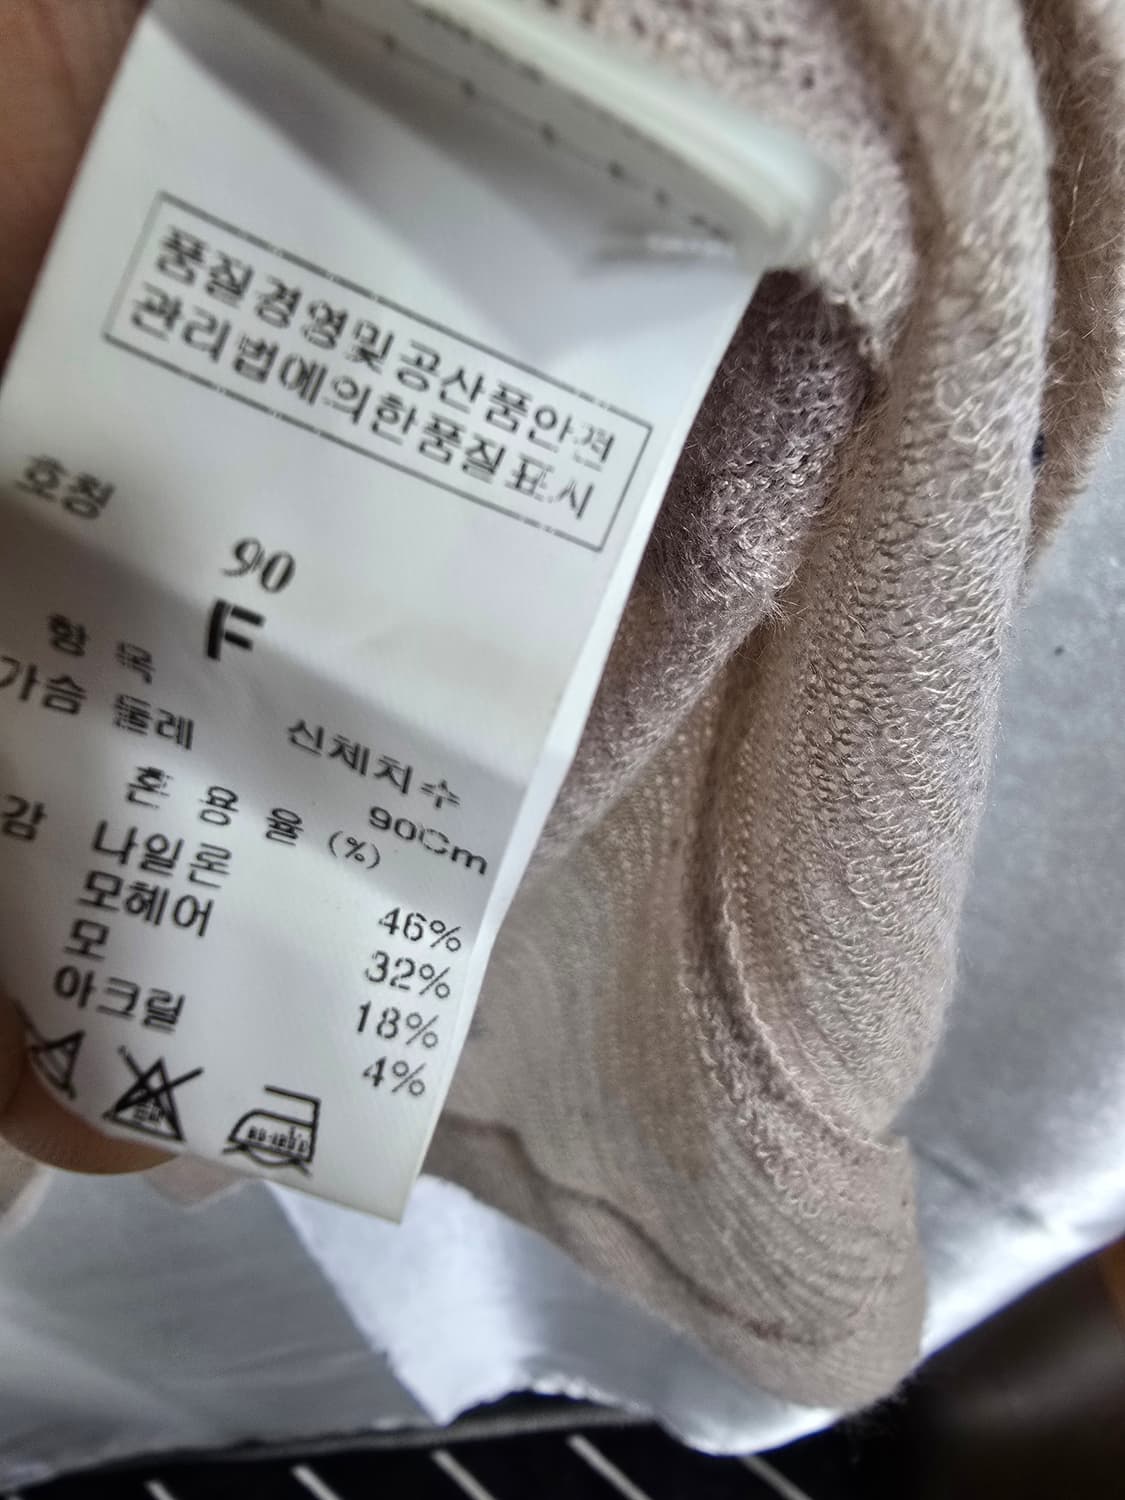 품질경영및공산품안전
관리법에의한품질표시
호칭
90
F
항 목
신체치수
가슴 둘레
90Cm
혼 용 율 (%)
감
나일론
46%
모헤어
32%
모
18%
아크릴
4%